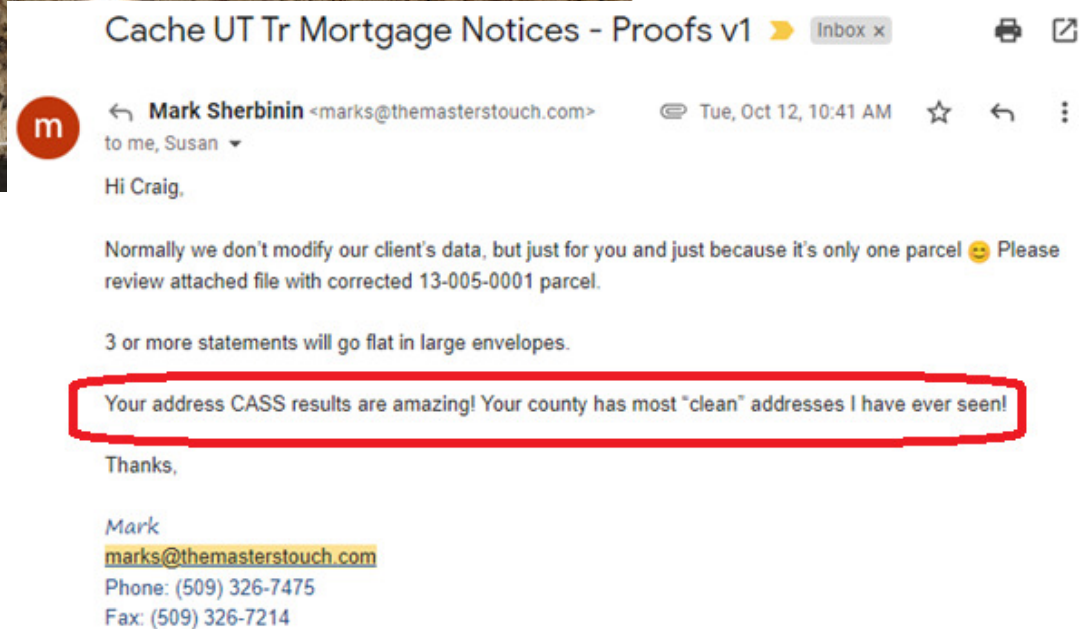 Cache UT Tr Mortgage Notices - Proofs v1 Inbox x
m
Mark Sherbinin <marks@themasterstouch.com> Tue, Oct 12, 10:41 AM
to me, Susan
Hi Craig,
Normally we don't modify our client's data, but just for you and just because it's only one parcel 😊 Please
review attached file with corrected 13-005-0001 parcel.
3 or more statements will go flat in large envelopes.
Your address CASS results are amazing! Your county has most “clean” addresses I have ever seen!
Thanks,
Mark
marks@themasterstouch.com
Phone: (509) 326-7475
Fax: (509) 326-7214